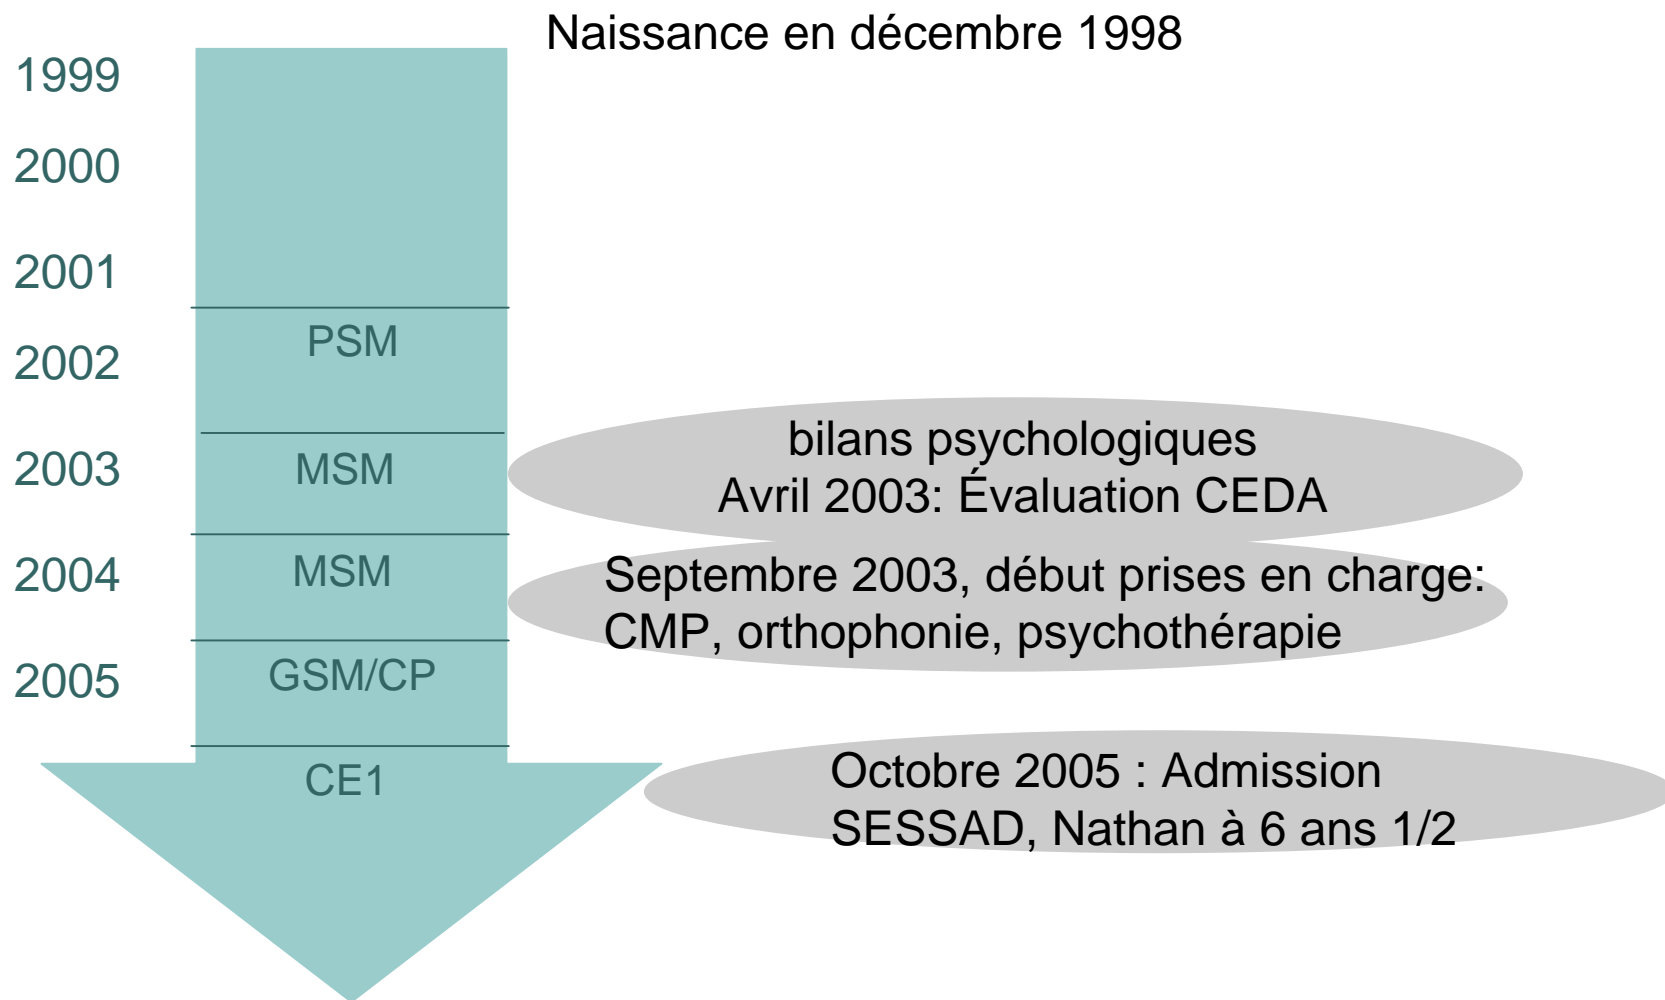 Naissance en décembre 1998
1999
2000
2001
PSM
2002
bilans psychologiques
Avril 2003: Évaluation CEDA
2003
MSM
2004
MSM
Septembre 2003, début prises en charge:
CMP, orthophonie, psychothérapie
2005
GSM/CP
CE1
Octobre 2005 : Admission
SESSAD, Nathan à 6 ans 1/2